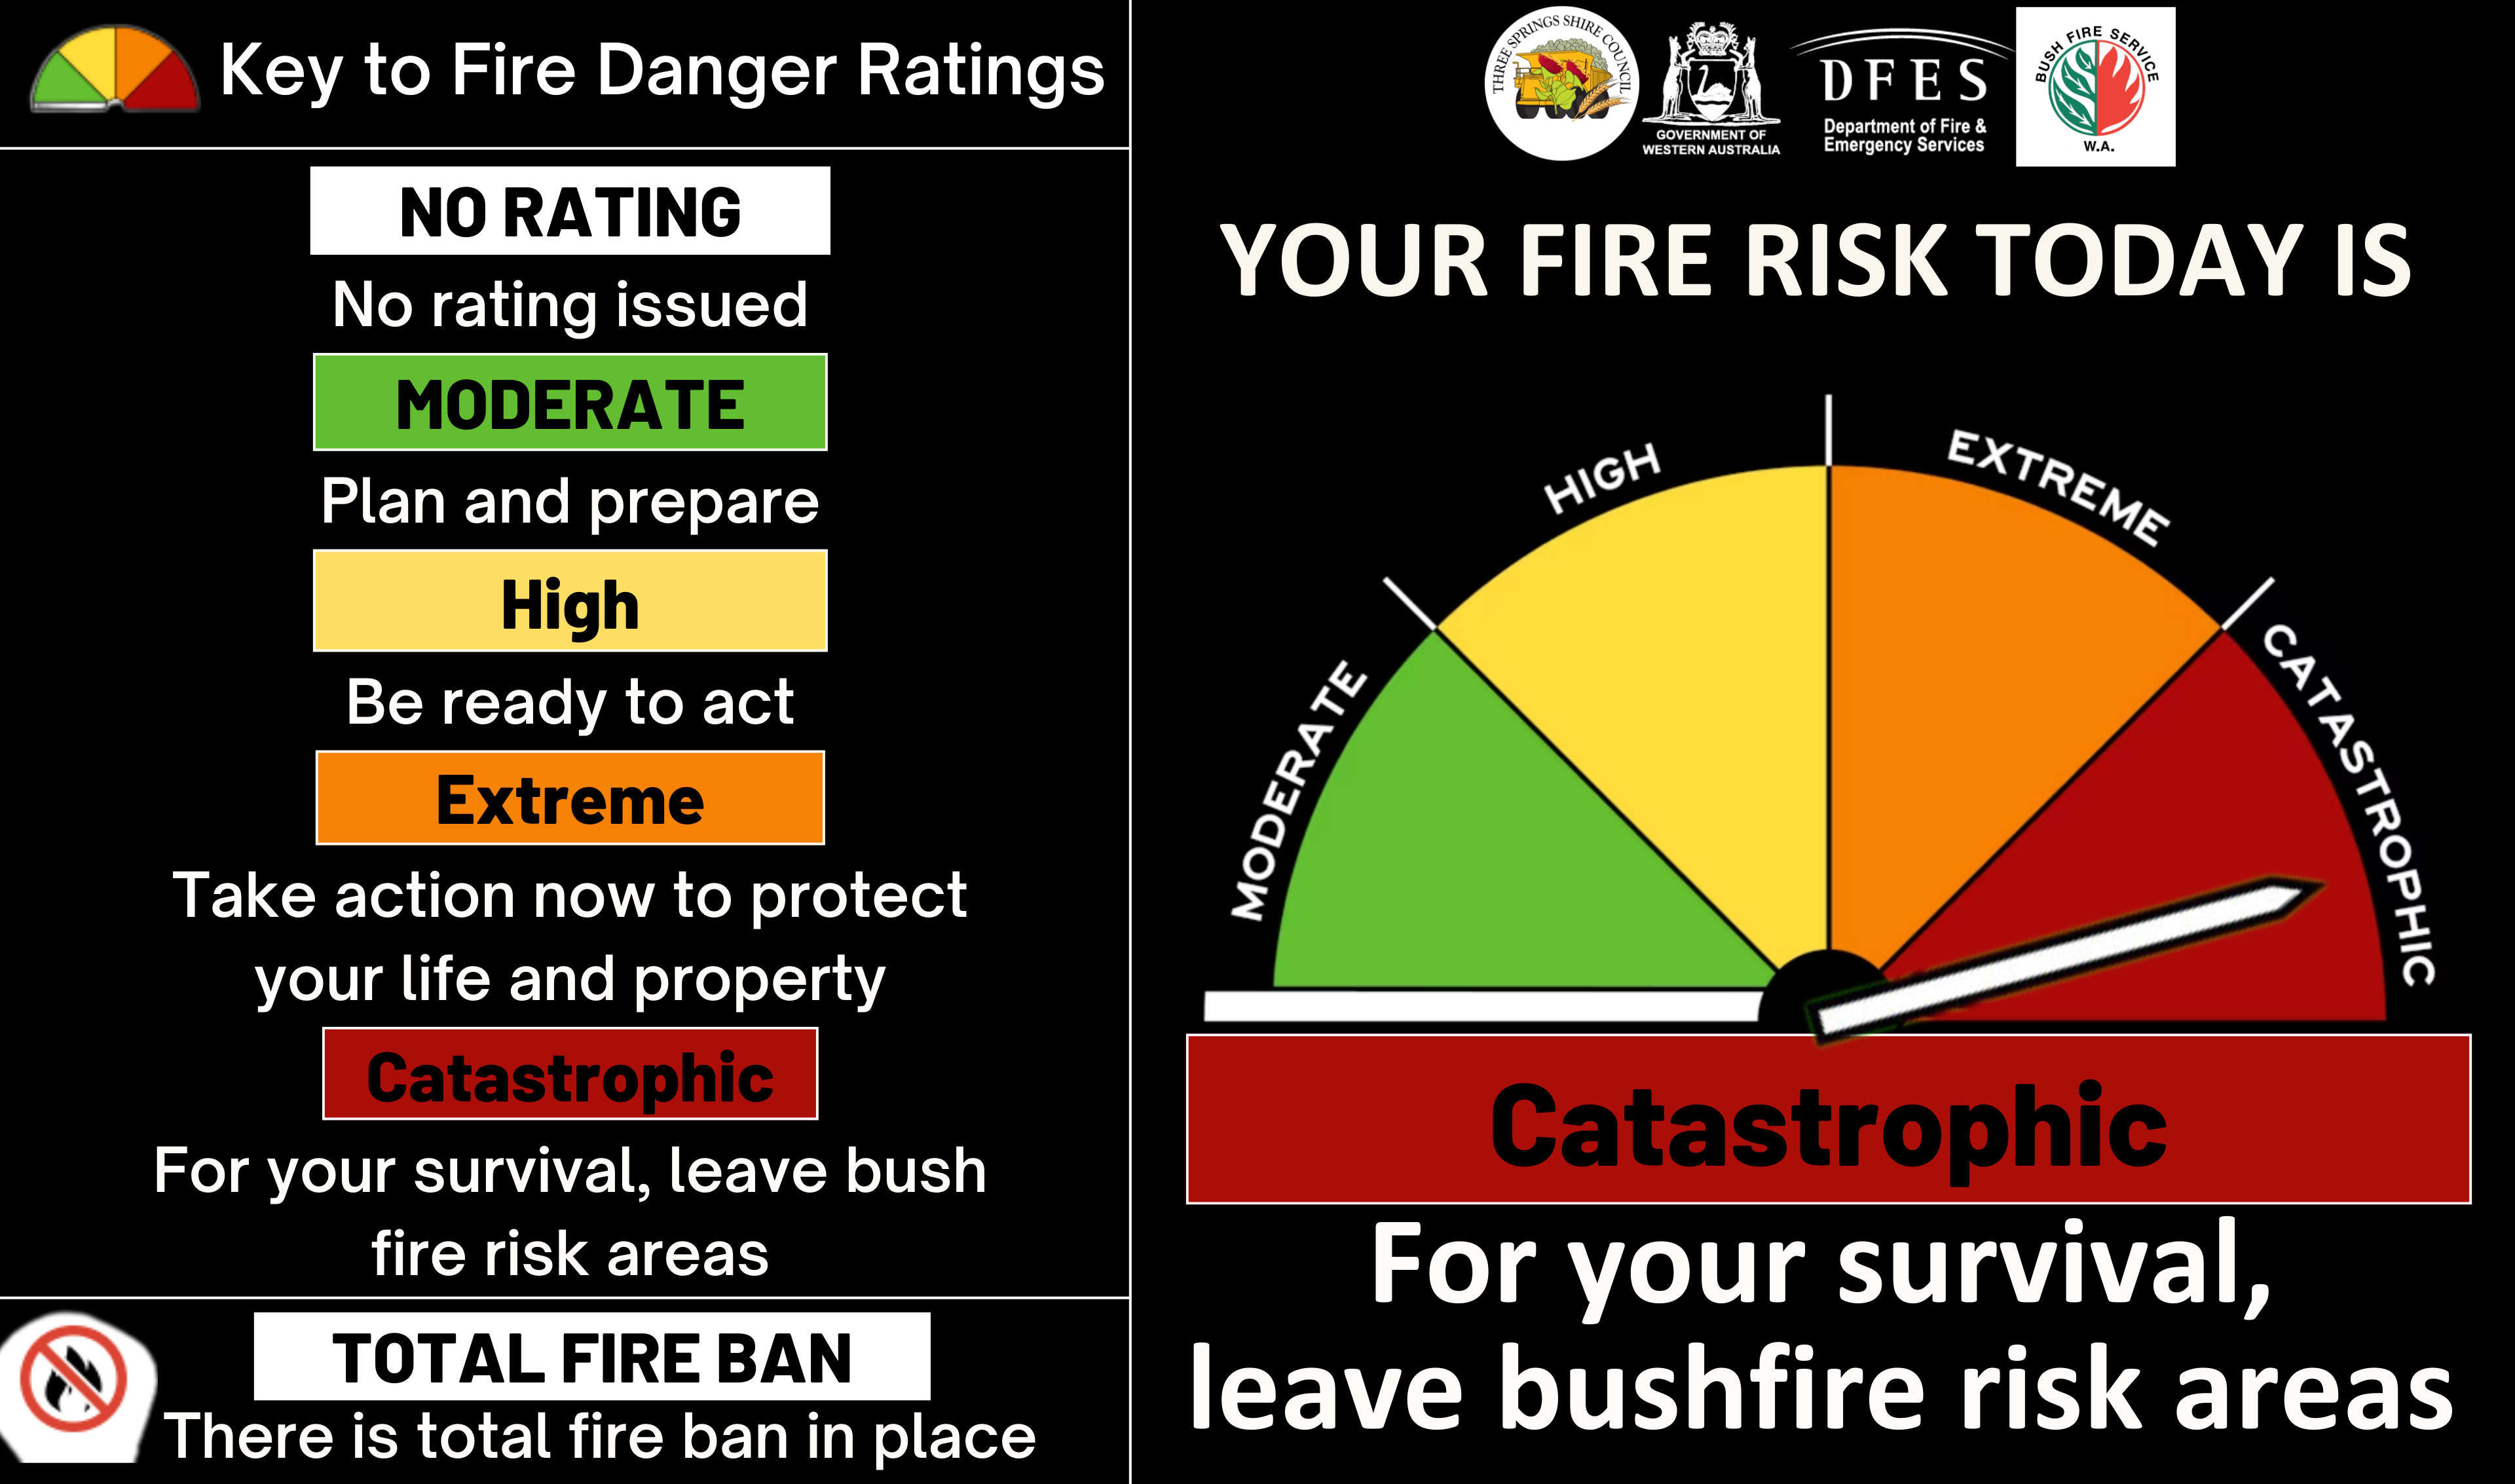 Key to Fire Danger Ratings
NO RATING
No rating issued
MODERATE
Plan and prepare
High
Be ready to act
Extreme
Take action now to protect
your life and property
Catastrophic
For your survival, leave bush
fire risk areas
TOTAL FIRE BAN
There is total fire ban in place
THREE SPRINGS SHIRE COUNCIL
GOVERNMENT OF
WESTERN AUSTRALIA
DFES
Department of Fire &
Emergency Services
BUSH FIRE SERVICE
W.A.
YOUR FIRE RISK TODAY IS
MODERATE
HIGH
EXTREME
CATASTROPHIC
Catastrophic
For your survival,
leave bushfire risk areas